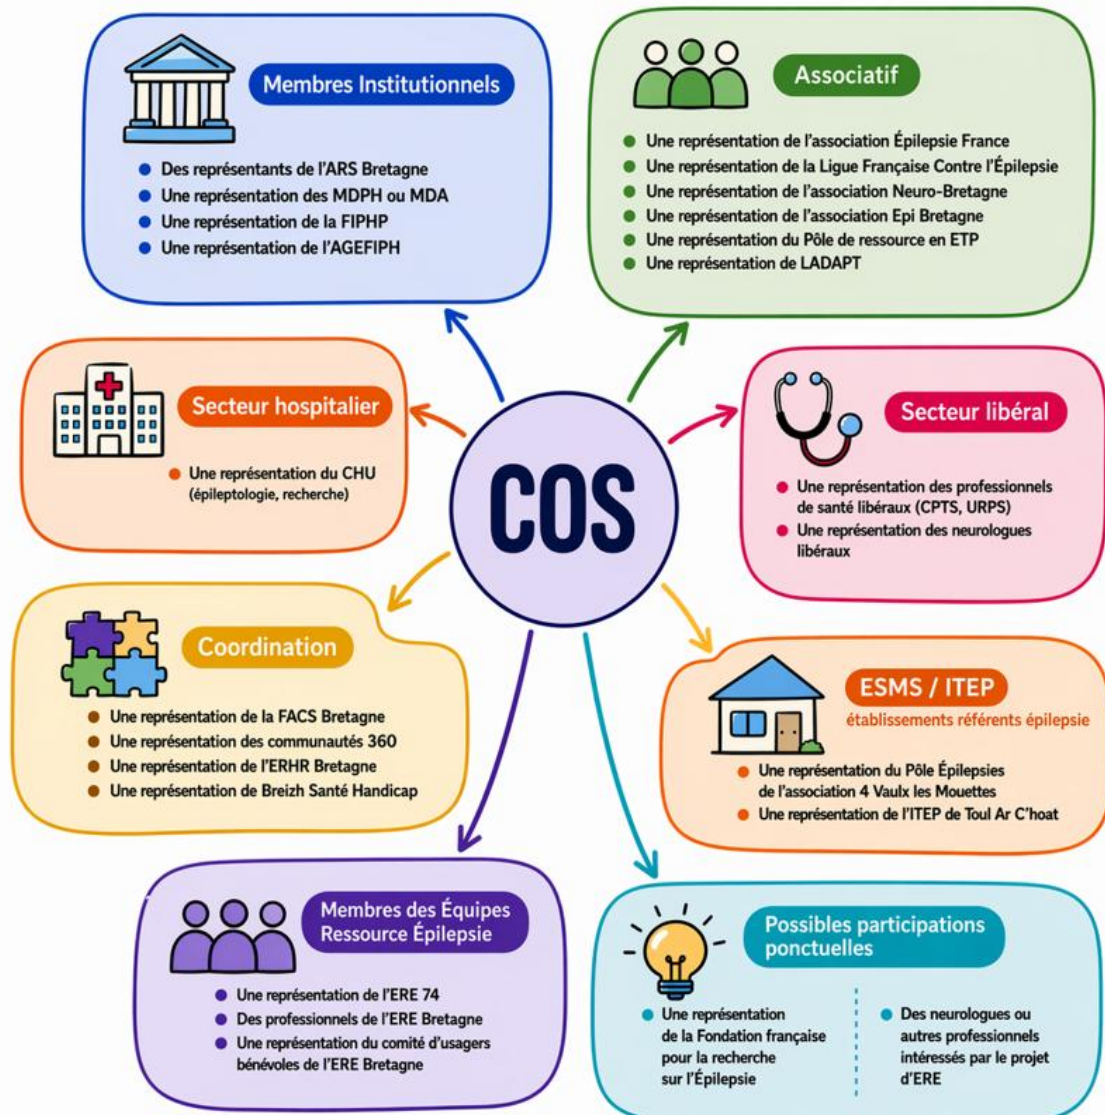 Membres Institutionnels
Des représentants de l'ARS Bretagne
Une représentation des MDPH ou MDA
Une représentation de la FIPHP
Une représentation de l'AGEFIPH
Associatif
Une représentation de l'association Épilepsie France
Une représentation de la Ligue Française Contre l'Épilepsie
Une représentation de l'association Neuro-Bretagne
Une représentation de l'association Epi Bretagne
Une représentation du Pôle de ressource en ETP
Une représentation de LADAPT
Secteur hospitalier
Une représentation du CHU
(épileptologie, recherche)
COS
Secteur libéral
Une représentation des professionnels
de santé libéraux (CPTS, URPS)
Une représentation des neurologues
libéraux
Coordination
Une représentation de la FACS Bretagne
Une représentation des communautés 360
Une représentation de l'ERHR Bretagne
Une représentation de Breizh Santé Handicap
ESMS / ITEP
établissements référents épilepsie
Une représentation du Pôle Épilepsies
de l'association 4 Vaulx les Mouettes
Une représentation de l'ITEP de Toul Ar C'hoat
Membres des Équipes
Ressource Épilepsie
Une représentation de l'ERE 74
Des professionnels de l'ERE Bretagne
Une représentation du comité d'usagers
bénévoles de l'ERE Bretagne
Possibles participations
ponctuelles
Une représentation
de la Fondation française
pour la recherche
sur l'Épilepsie
Des neurologues ou
autres professionnels
intéressés par le projet
d'ERE